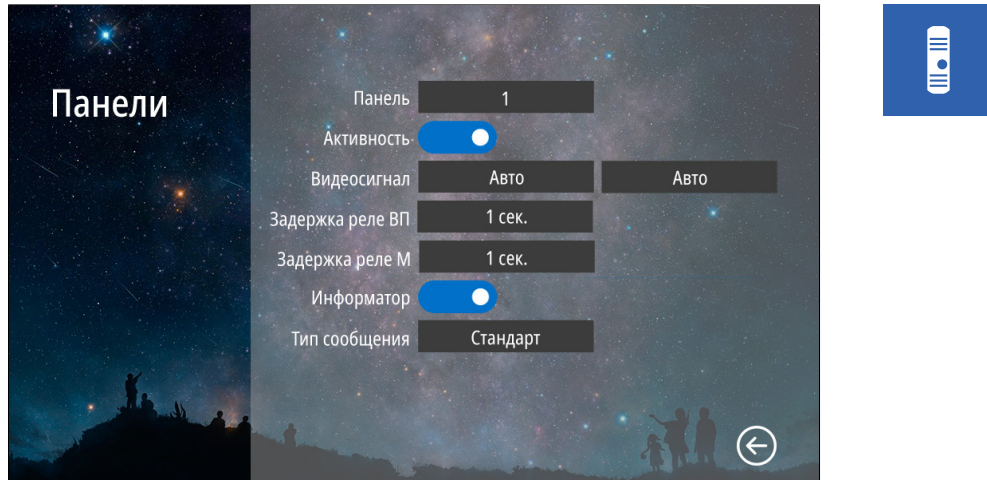 Панели
Панель 1
Активность
Видеосигнал Авто Авто
Задержка реле ВП 1 сек.
Задержка реле М 1 сек.
Информатор
Тип сообщения Стандарт